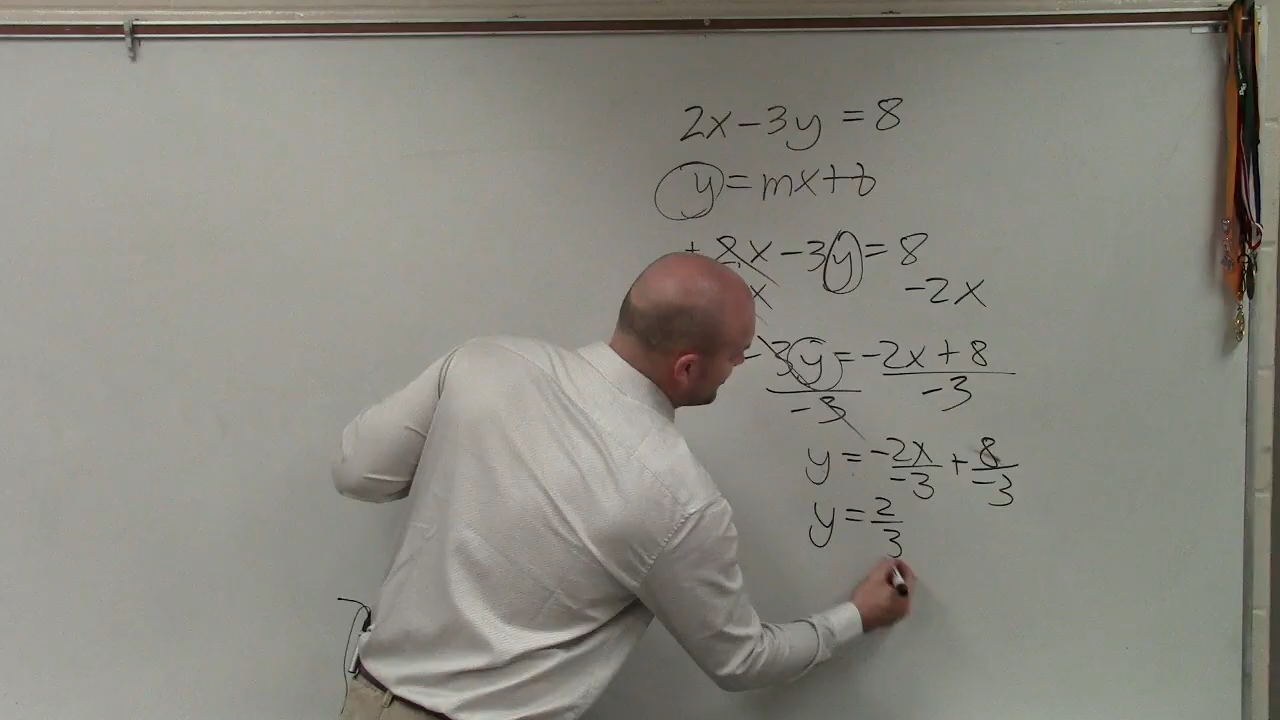 2x - 3y = 8
y = mx + b
+ 2x - 3y = 8
x -2x
-3y = -2x + 8
-3 -3
y = -2x/-3 + 8/-3
y = 2/3